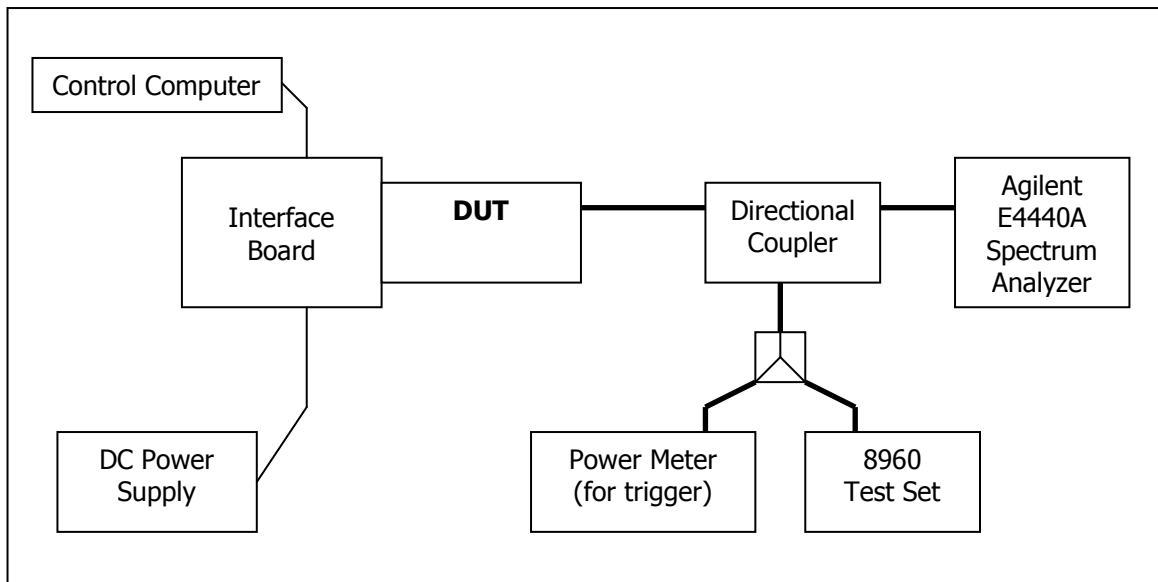 Control Computer
Interface
Board
DUT
Directional
Coupler
Agilent
E4440A
Spectrum
Analyzer
DC Power
Supply
Power Meter
(for trigger)
8960
Test Set